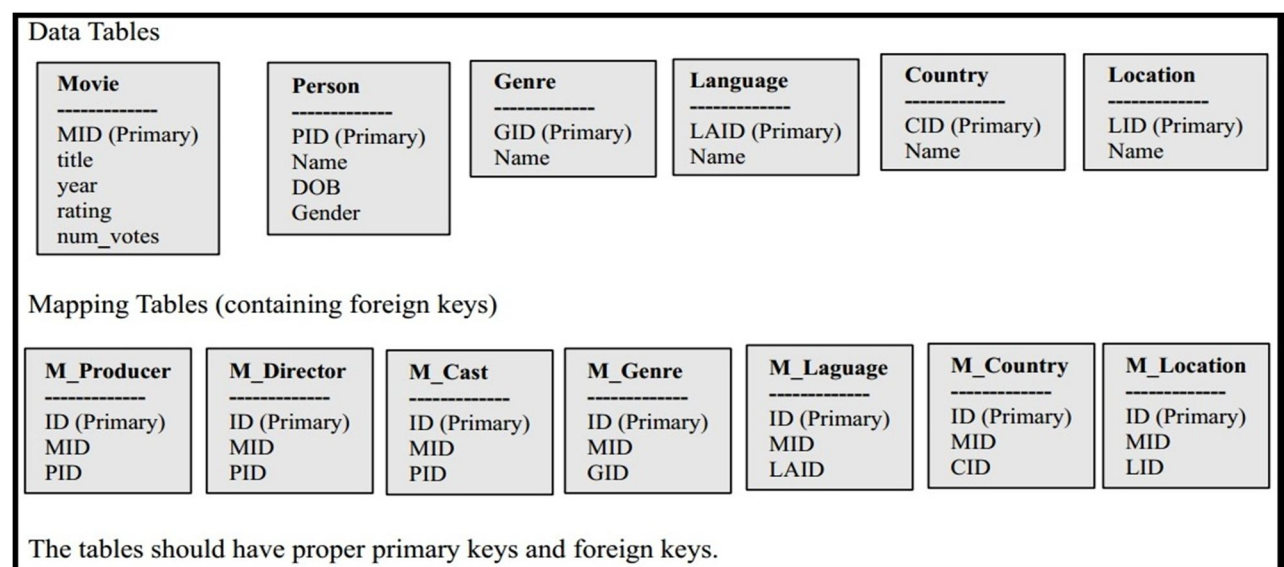 Data Tables
Movie
-------------
MID (Primary)
title
year
rating
num_votes
Person
-------------
PID (Primary)
Name
DOB
Gender
Genre
-------------
GID (Primary)
Name
Language
-------------
LAID (Primary)
Name
Country
-------------
CID (Primary)
Name
Location
-------------
LID (Primary)
Name
Mapping Tables (containing foreign keys)
M_Producer
-------------
ID (Primary)
MID
PID
M_Director
-------------
ID (Primary)
MID
PID
M_Cast
-------------
ID (Primary)
MID
PID
M_Genre
-------------
ID (Primary)
MID
GID
M_Laguage
-------------
ID (Primary)
MID
LAID
M_Country
-------------
ID (Primary)
MID
CID
M_Location
-------------
ID (Primary)
MID
LID
The tables should have proper primary keys and foreign keys.